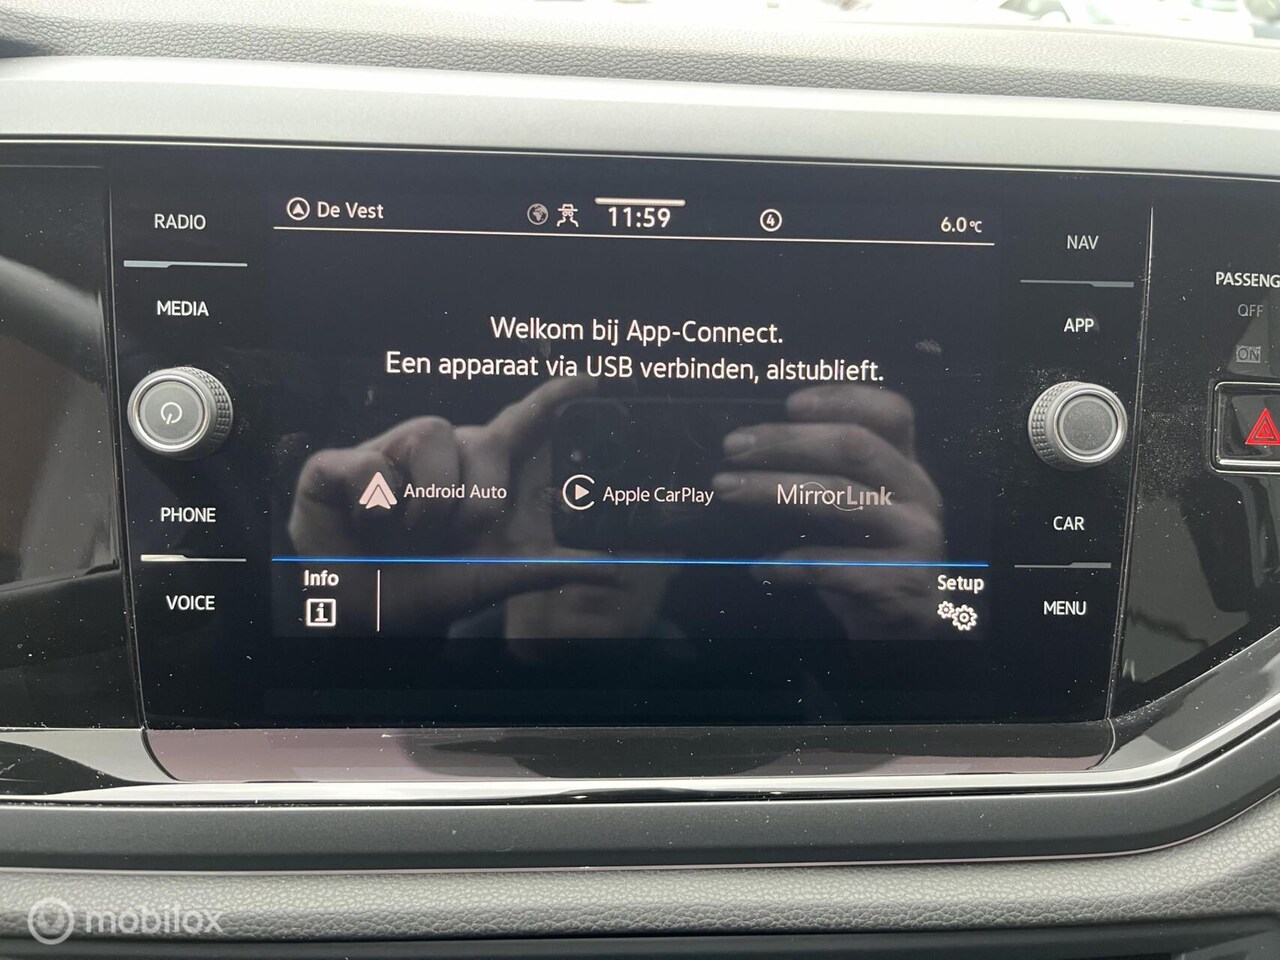 De Vest
11:59
4
6.0°C
RADIO
MEDIA
PHONE
VOICE
Welkom bij App-Connect.
Een apparaat via USB verbinden, alstublieft.
Android Auto
Apple CarPlay
MirrorLink
Info
i
Setup
NAV
APP
CAR
MENU
PASSENG
OFF
ON
mobilox